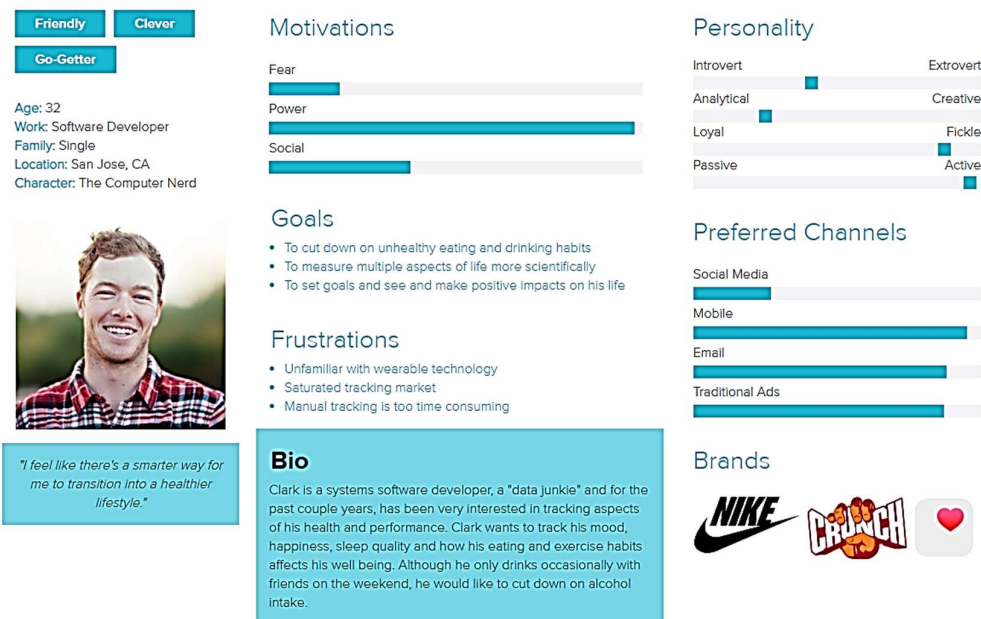 Friendly
Clever
Go-Getter
Age: 32
Work: Software Developer
Family: Single
Location: San Jose, CA
Character: The Computer Nerd
"I feel like there's a smarter way for
me to transition into a healthier
lifestyle."
Motivations
Fear
Power
Social
Goals
• To cut down on unhealthy eating and drinking habits
• To measure multiple aspects of life more scientifically
• To set goals and see and make positive impacts on his life
Frustrations
• Unfamiliar with wearable technology
• Saturated tracking market
• Manual tracking is too time consuming
Bio
Clark is a systems software developer, a "data junkie" and for the
past couple years, has been very interested in tracking aspects
of his health and performance. Clark wants to track his mood,
happiness, sleep quality and how his eating and exercise habits
affects his well being. Although he only drinks occasionally with
friends on the weekend, he would like to cut down on alcohol
intake.
Personality
Introvert Extrovert
Analytical Creative
Loyal Fickle
Passive Active
Preferred Channels
Social Media
Mobile
Email
Traditional Ads
Brands
NIKE
CRUNCH